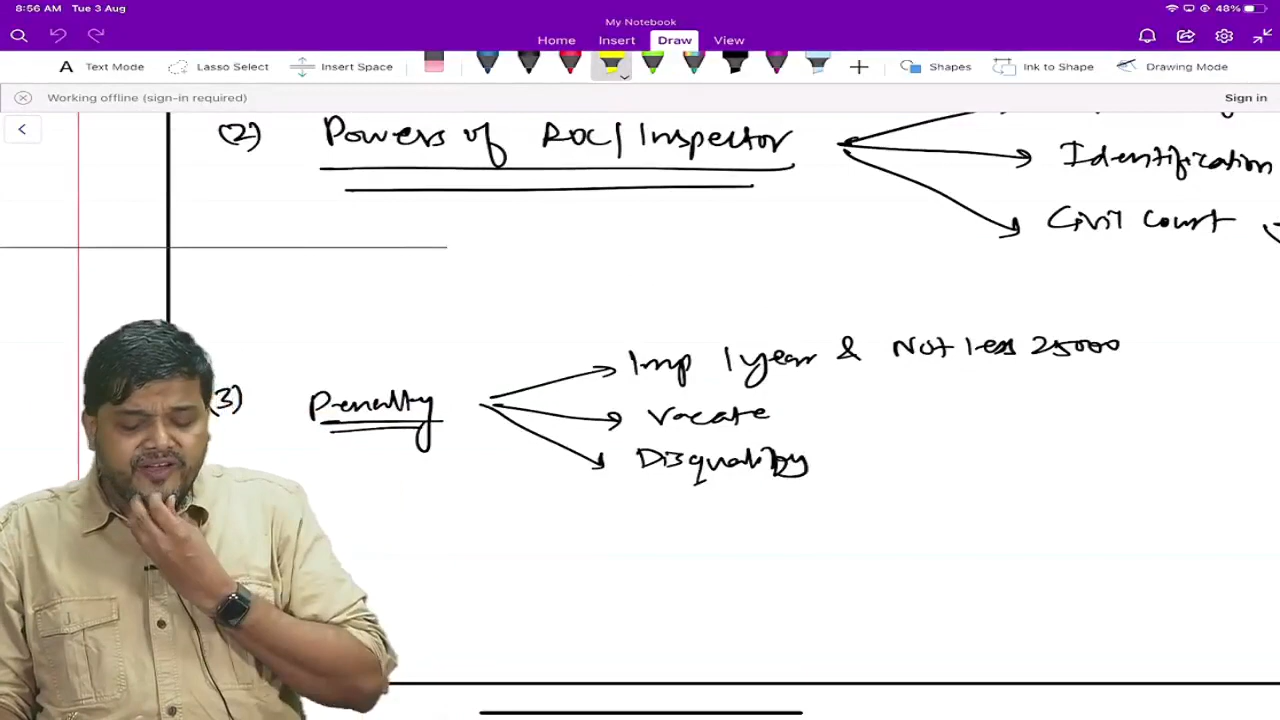 8:56 AM Tue 3 Aug
48%
My Notebook
Home Insert Draw View
Text Mode Lasso Select Insert Space Shapes Ink to Shape Drawing Mode
Working offline (sign-in required) Sign in
(2) Powers of ROC/Inspector
Identification
Civil Court
(3) Penalty
Imp 1 year & Not less 25000
Vacate
Disqualify